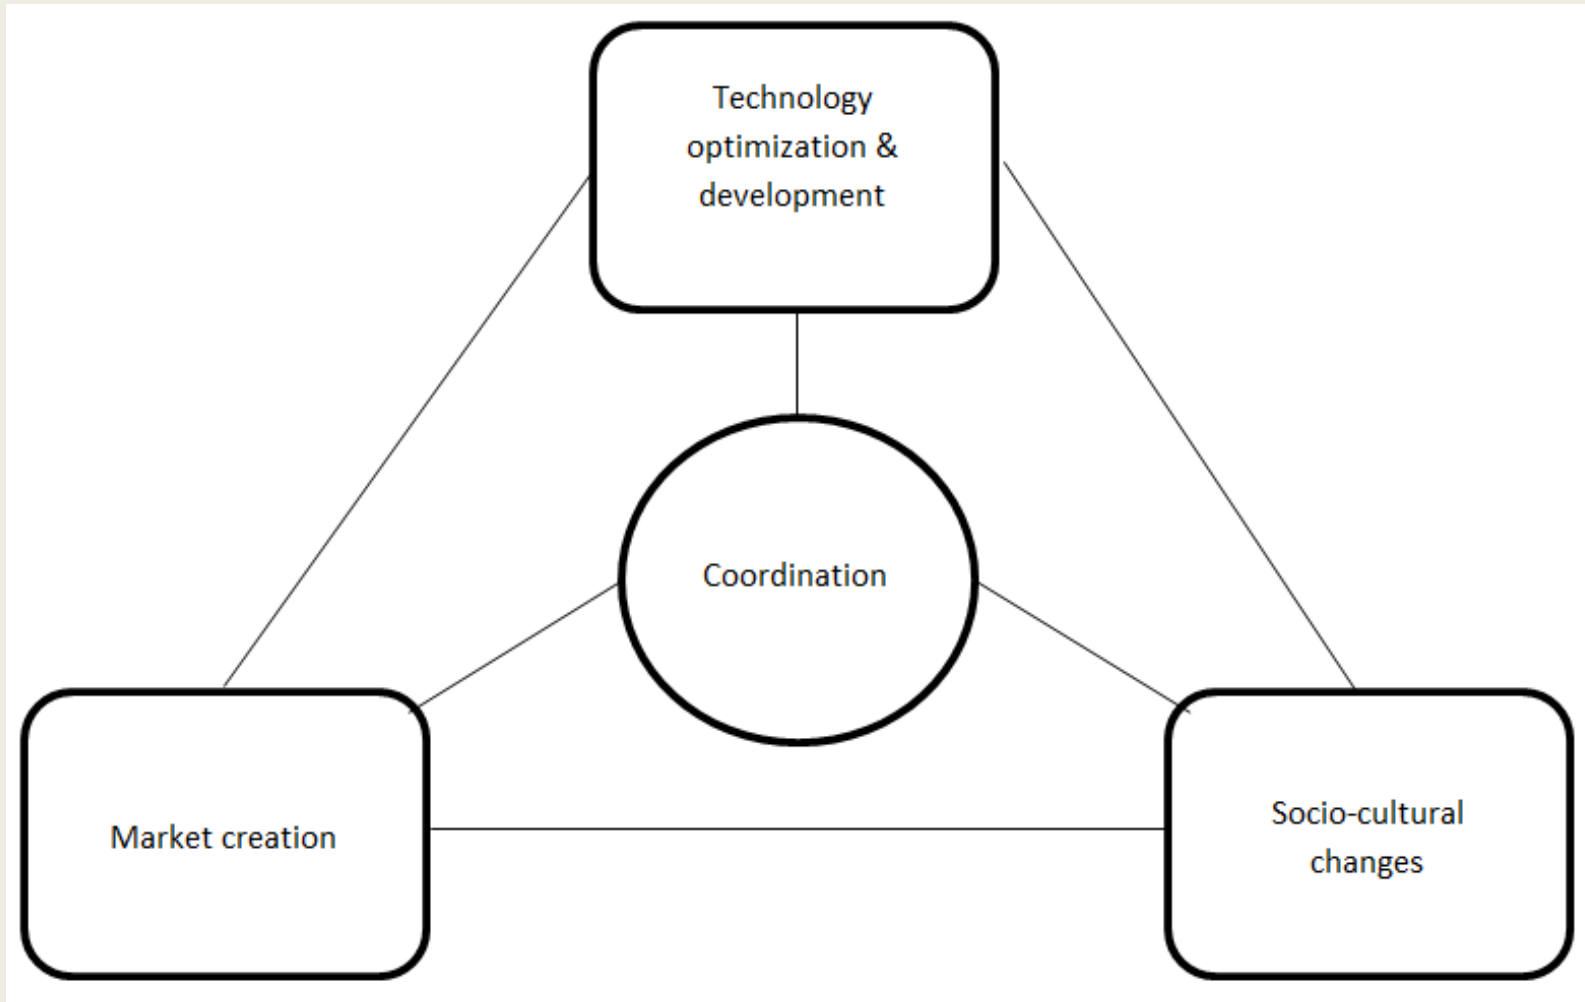 Technology
optimization &
development
Coordination
Market creation
Socio-cultural
changes